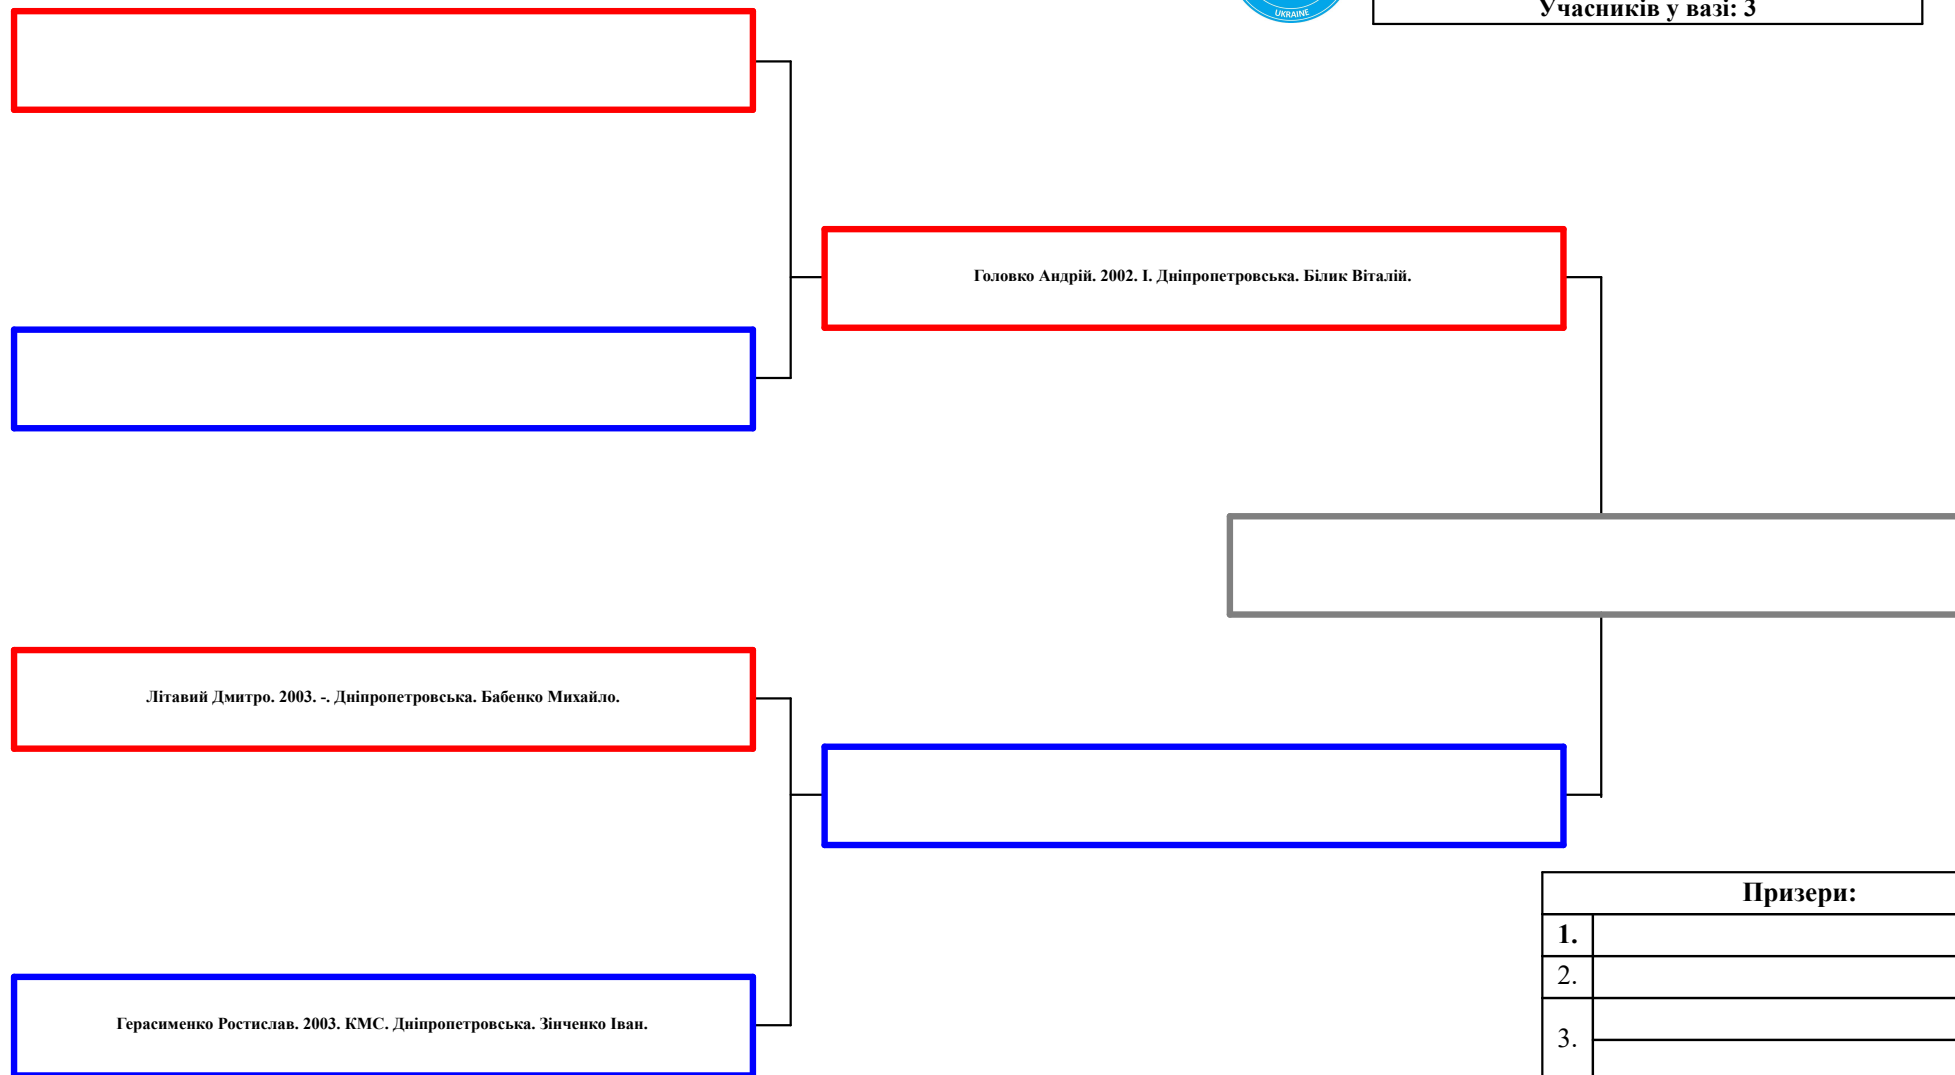 UKRAINE
Учасників у вазі: 3
Головко Андрій. 2002. І. Дніпропетровська. Білик Віталій.
Літавий Дмитро. 2003. -. Дніпропетровська. Бабенко Михайло.
Герасименко Ростислав. 2003. КМС. Дніпропетровська. Зінченко Іван.
Призери:
1.
2.
3.